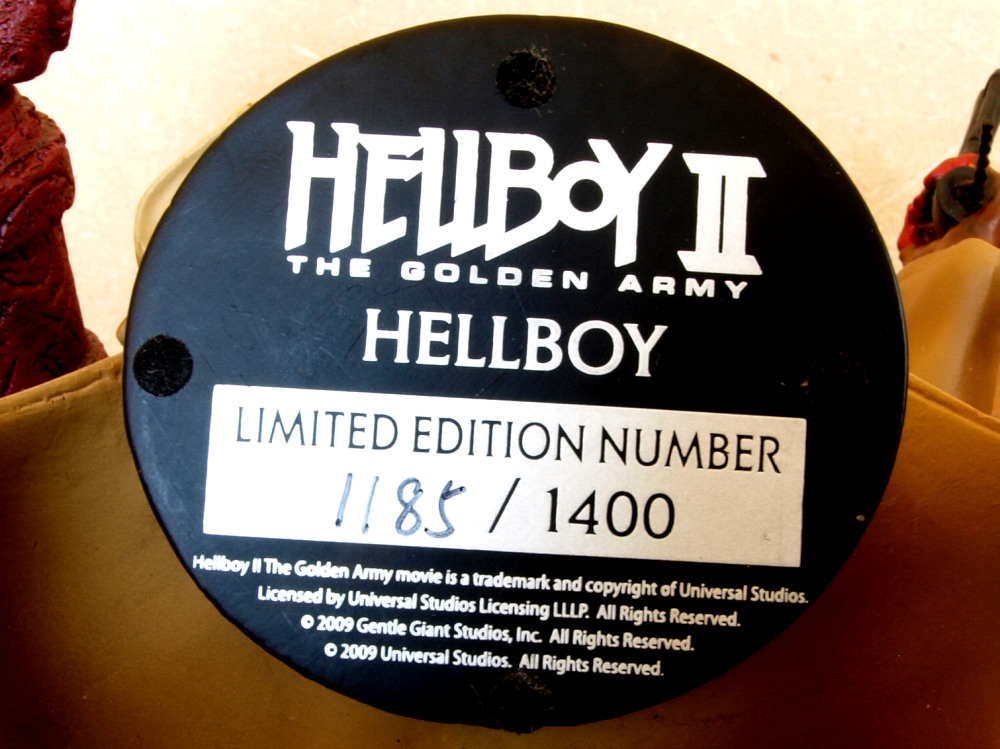 HELLBOY II
THE GOLDEN ARMY
HELLBOY
LIMITED EDITION NUMBER
1185 / 1400
Hellboy II The Golden Army movie is a trademark and copyright of Universal Studios.
Licensed by Universal Studios Licensing LLLP. All Rights Reserved.
© 2009 Gentle Giant Studios, Inc. All Rights Reserved.
© 2009 Universal Studios. All Rights Reserved.